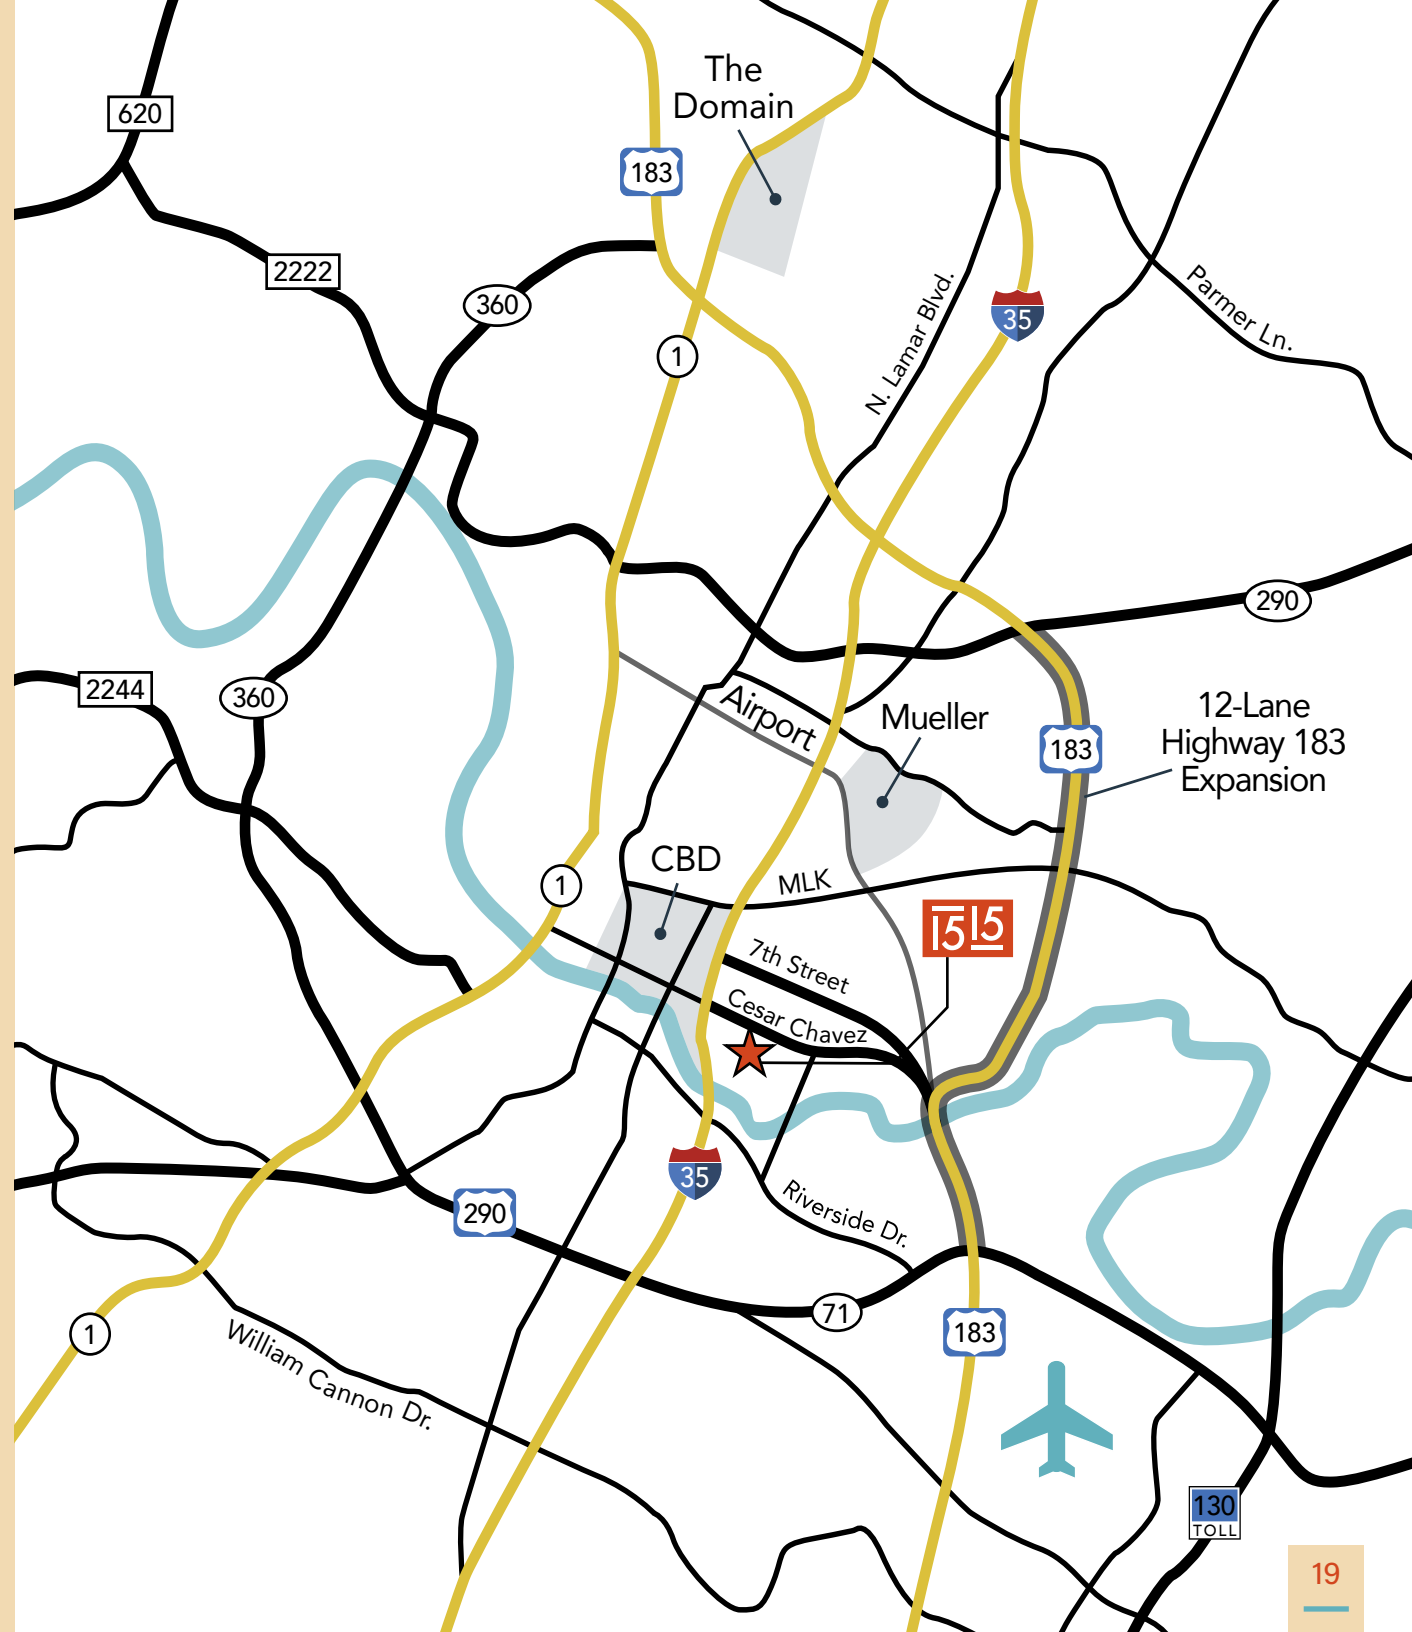 The
Domain
620
183
2222
360
35
Parmer Ln.
N. Lamar Blvd.
1
290
2244
360
Airport
Mueller
12-Lane
Highway 183
Expansion
183
CBD
MLK
1
1515
7th Street
Cesar Chavez
35
Riverside Dr.
290
71
183
1
William Cannon Dr.
130
TOLL
19